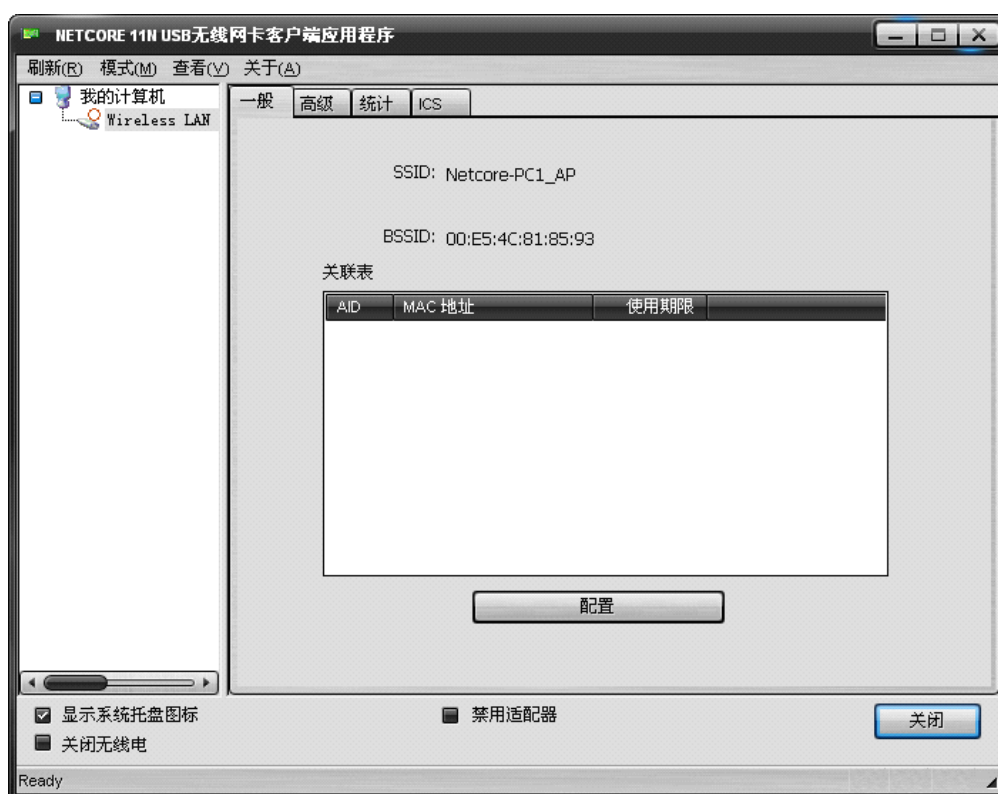 NETCORE 11N USB无线网卡客户端应用程序
刷新(R) 模式(M) 查看(V) 关于(A)
我的计算机
Wireless LAN
一般 高级 统计 ICS
SSID: Netcore-PC1_AP
BSSID: 00:E5:4C:81:85:93
关联表
AID MAC 地址 使用期限
配置
显示系统托盘图标 禁用适配器 关闭
关闭无线电
Ready